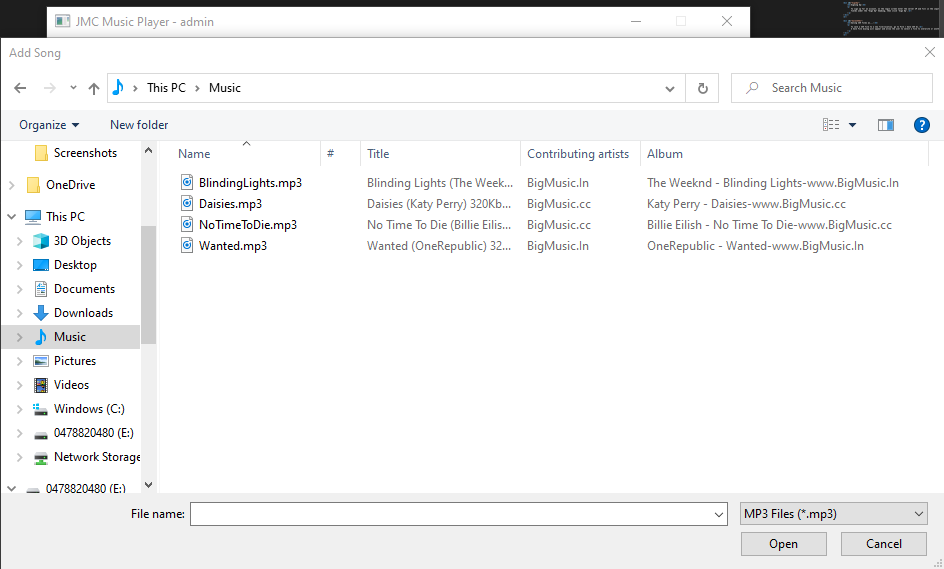 JMC Music Player - admin
Add Song
This PC Music
Search Music
Organize New folder
Name # Title Contributing artists Album
Screenshots
OneDrive
This PC
3D Objects
Desktop
Documents
Downloads
Music
Pictures
Videos
Windows (C:)
0478820480 (E:)
Network Storage
0478820480 (E:)
BlindingLights.mp3 Blinding Lights (The Week... BigMusic.In The Weeknd - Blinding Lights-www.BigMusic.In
Daisies.mp3 Daisies (Katy Perry) 320Kb... BigMusic.cc Katy Perry - Daisies-www.BigMusic.cc
NoTimeToDie.mp3 No Time To Die (Billie Eilis... BigMusic.cc Billie Eilish - No Time To Die-www.BigMusic.cc
Wanted.mp3 Wanted (OneRepublic) 32... BigMusic.In OneRepublic - Wanted-www.BigMusic.In
File name:
MP3 Files (*.mp3)
Open Cancel